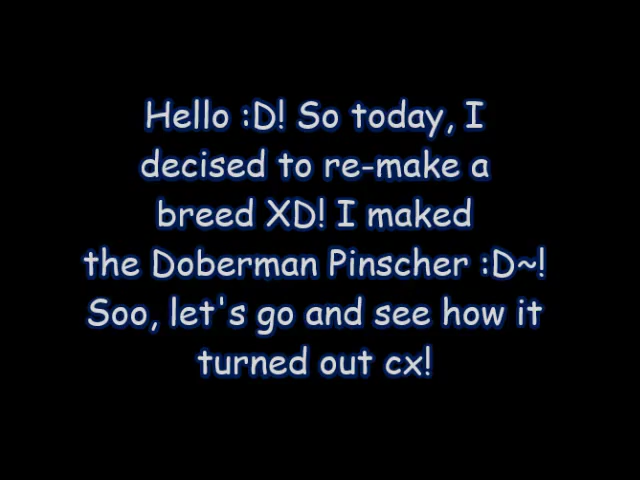 Hello :D! So today, I
decised to re-make a
breed XD! I maked
the Doberman Pinscher :D~!
Soo, let's go and see how it
turned out cx!